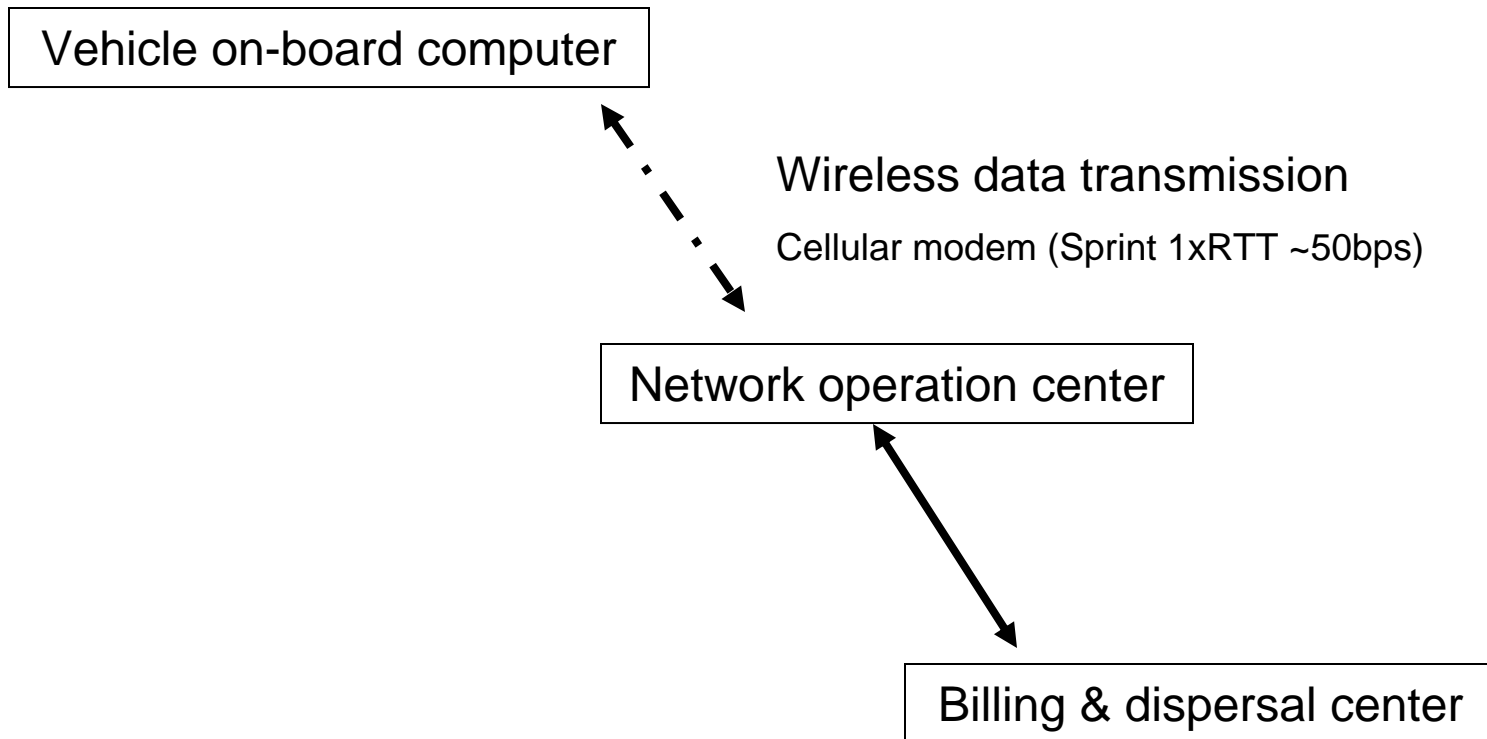 Vehicle on-board computer
Wireless data transmission
Cellular modem (Sprint 1xRTT ~50bps)
Network operation center
Billing & dispersal center